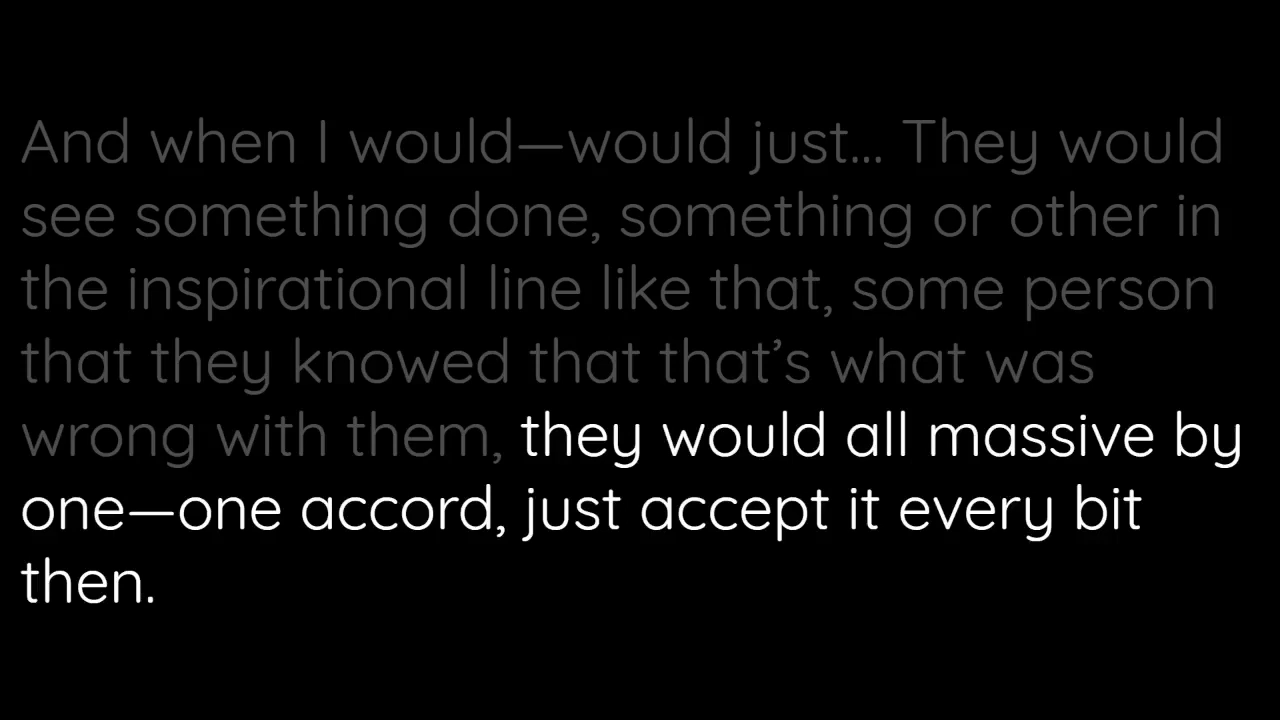 And when I would—would just... They would
see something done, something or other in
the inspirational line like that, some person
that they knowed that that’s what was
wrong with them, they would all massive by
one—one accord, just accept it every bit
then.